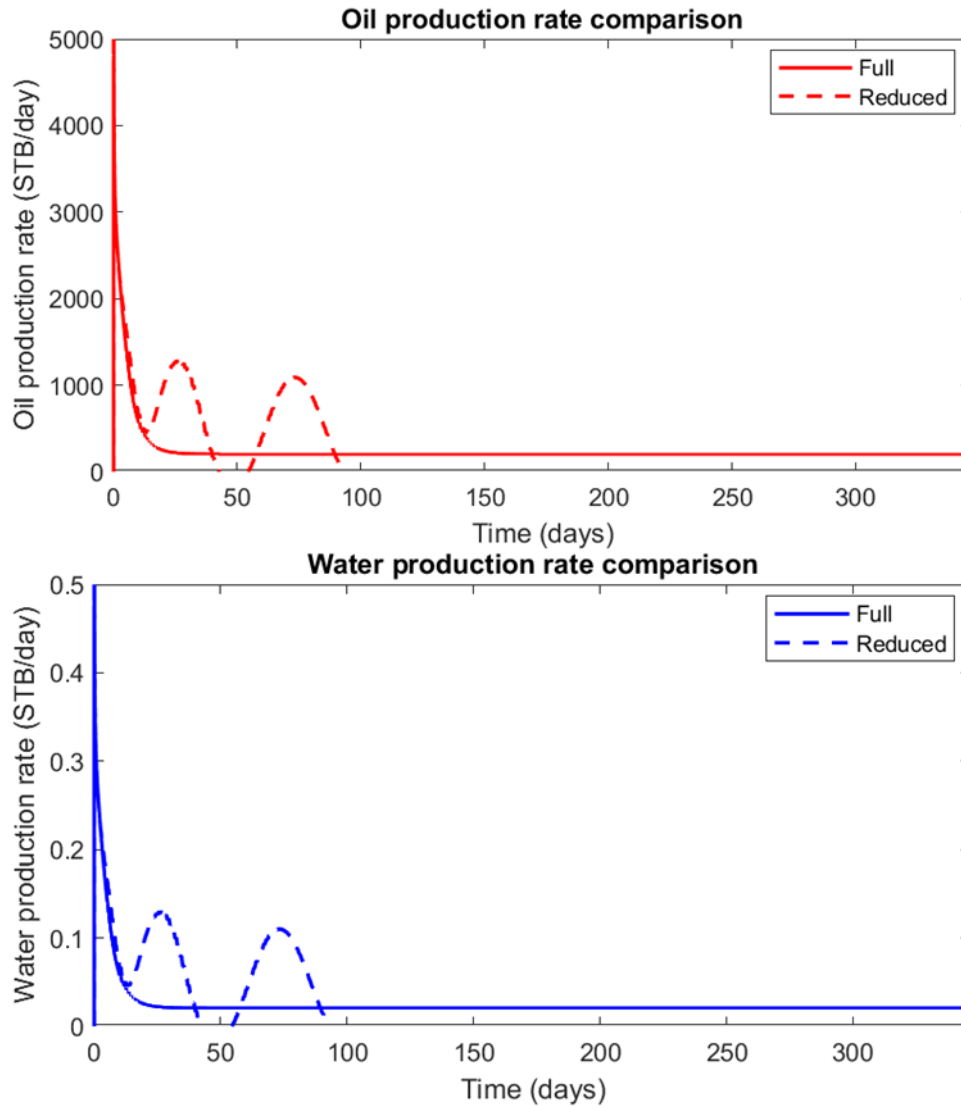 Oil production rate comparison
5000
4000
3000
2000
1000
0
Oil production rate (STB/day)
Full
Reduced
0 50 100 150 200 250 300
Time (days)
Water production rate comparison
0.5
0.4
0.3
0.2
0.1
0
Water production rate (STB/day)
Full
Reduced
0 50 100 150 200 250 300
Time (days)